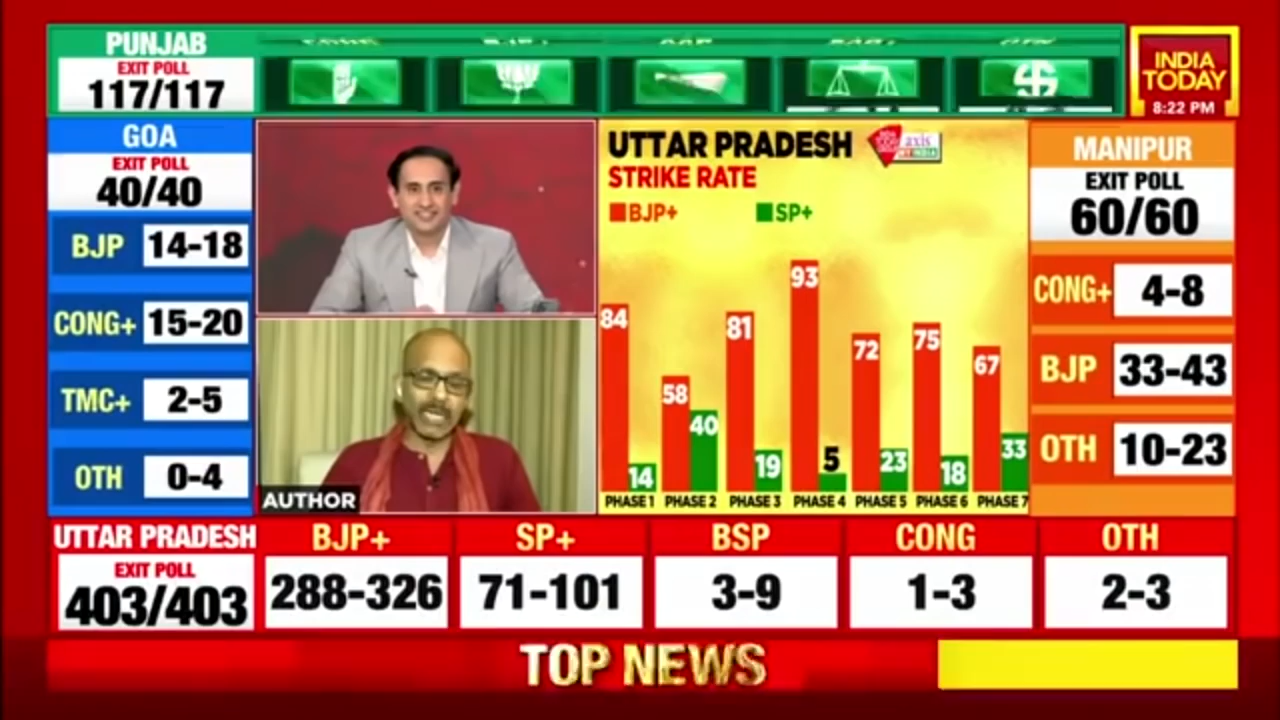 PUNJAB
EXIT POLL
117/117
INDIA
TODAY
8:22 PM
GOA
EXIT POLL
40/40
BJP 14-18
CONG+ 15-20
TMC+ 2-5
OTH 0-4
AUTHOR
UTTAR PRADESH
axis
MY INDIA
STRIKE RATE
BJP+ SP+
84 14 58 40 81 19 93 5 72 23 75 18 67 33
PHASE 1 PHASE 2 PHASE 3 PHASE 4 PHASE 5 PHASE 6 PHASE 7
MANIPUR
EXIT POLL
60/60
CONG+ 4-8
BJP 33-43
OTH 10-23
UTTAR PRADESH BJP+ SP+ BSP CONG OTH
EXIT POLL
403/403 288-326 71-101 3-9 1-3 2-3
TOP NEWS